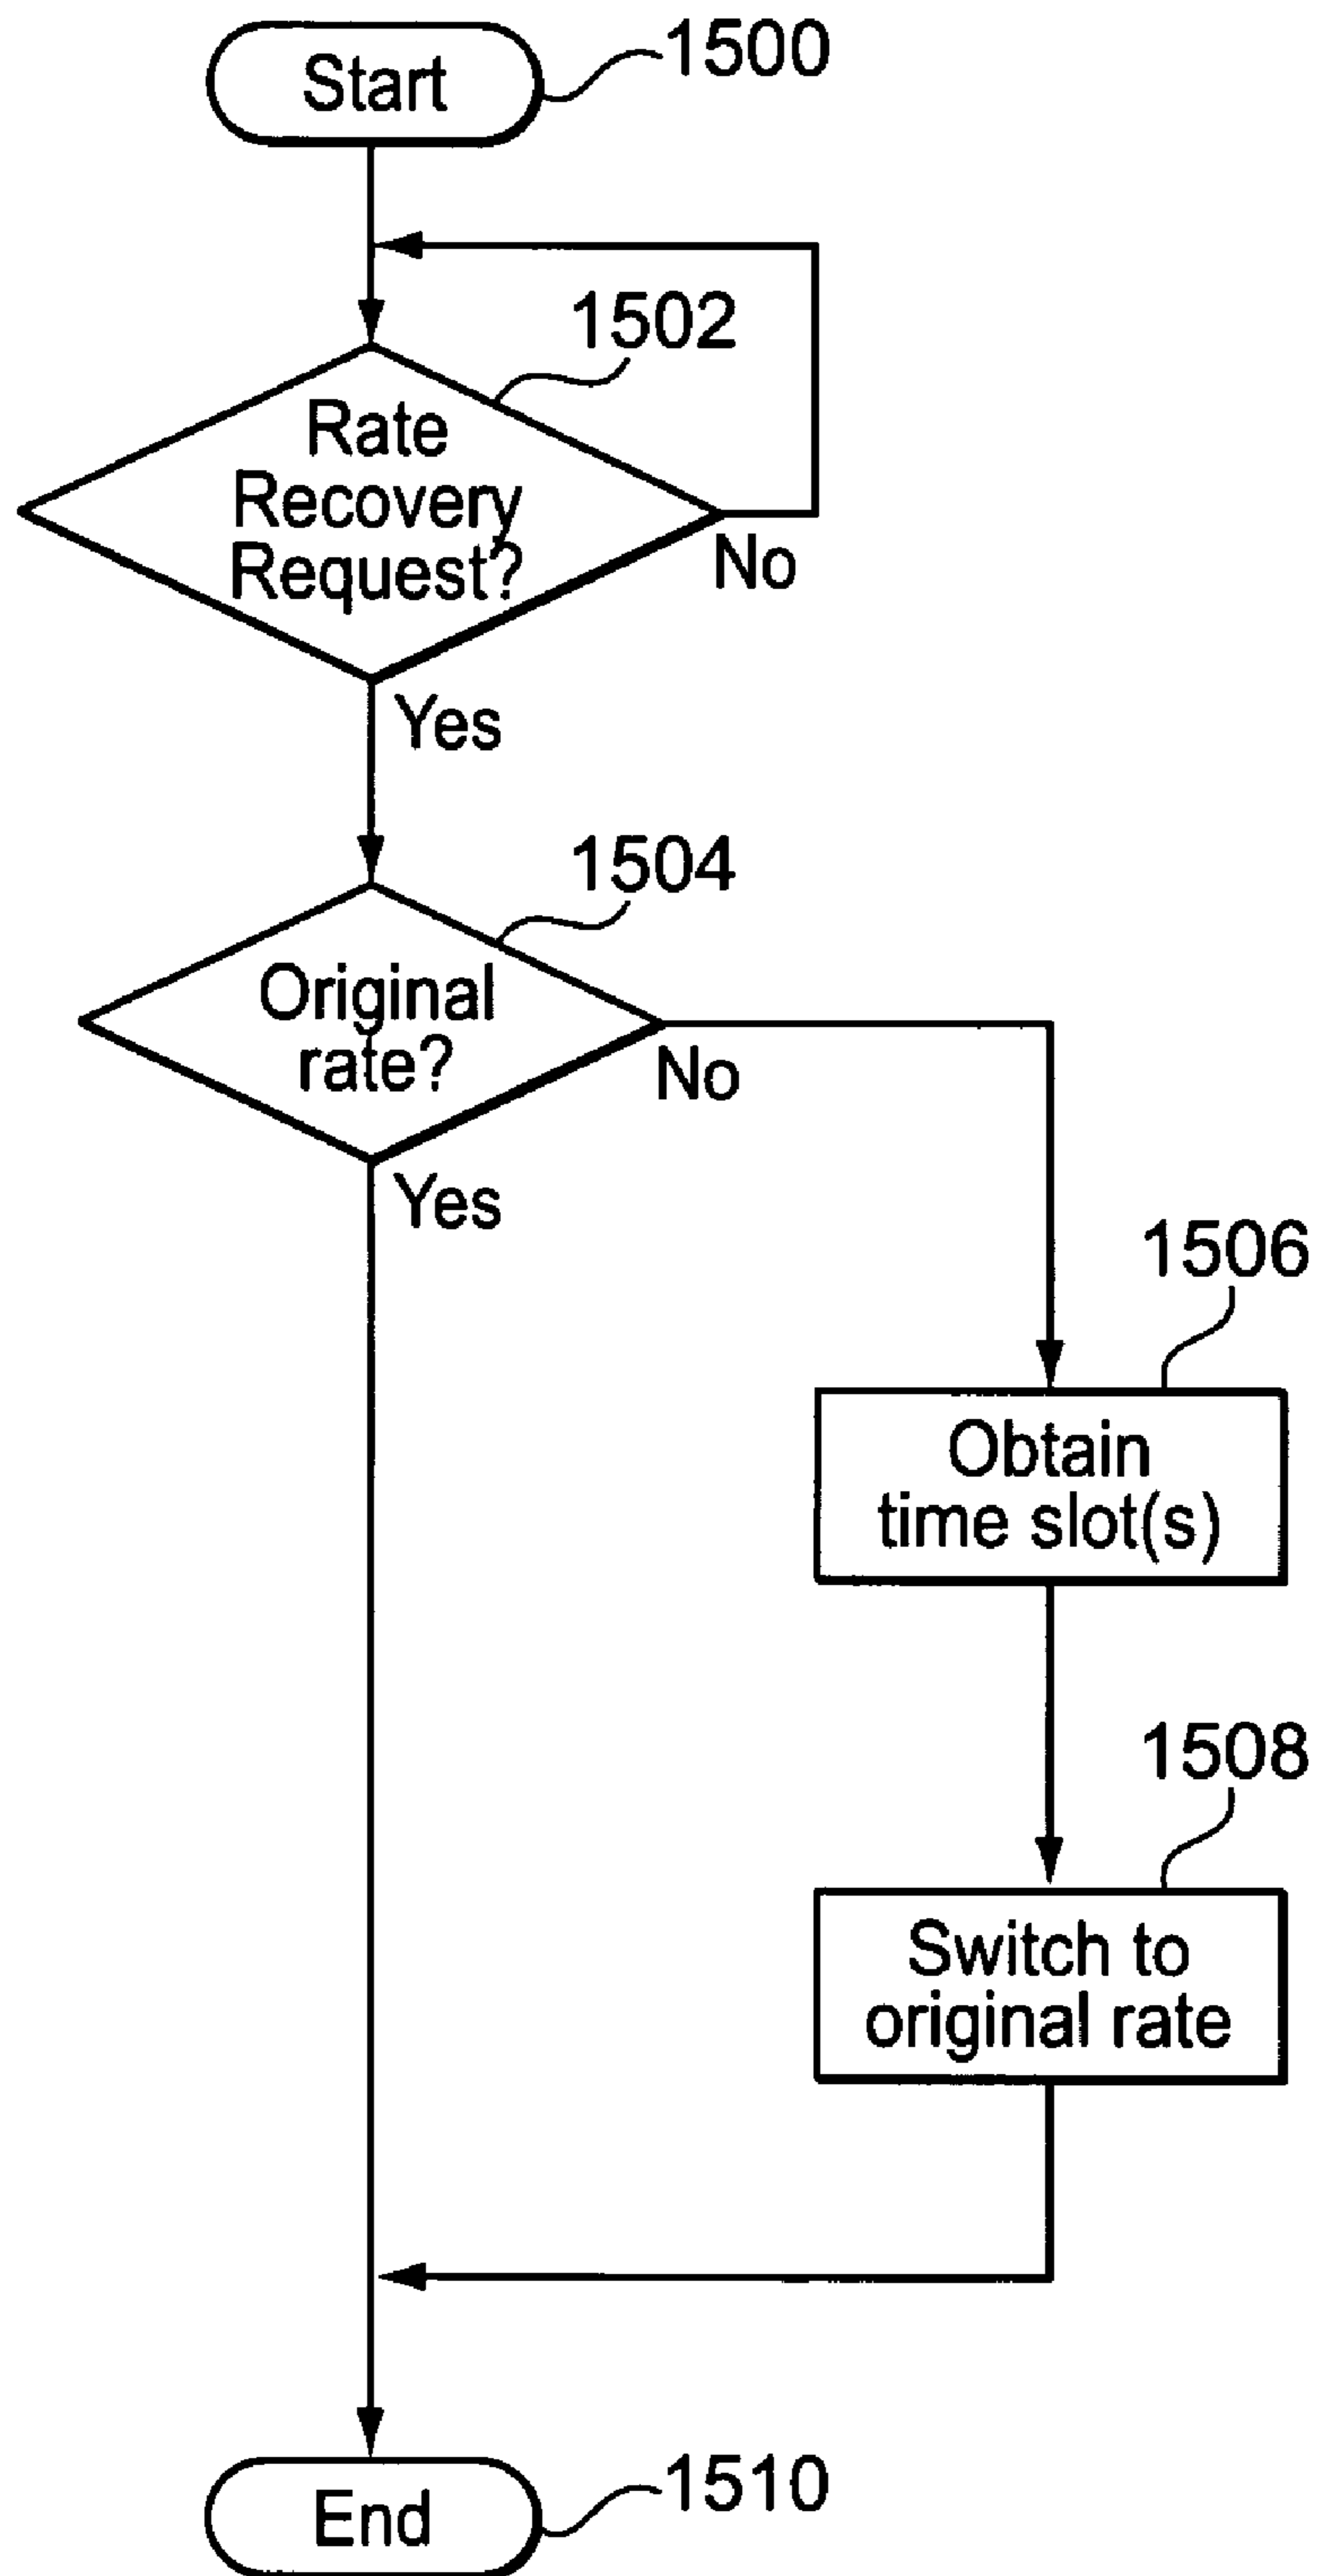 Start
1500
1502
Rate
Recovery
Request?
No
Yes
1504
Original
rate?
No
Yes
1506
Obtain
time slot(s)
1508
Switch to
original rate
End
1510